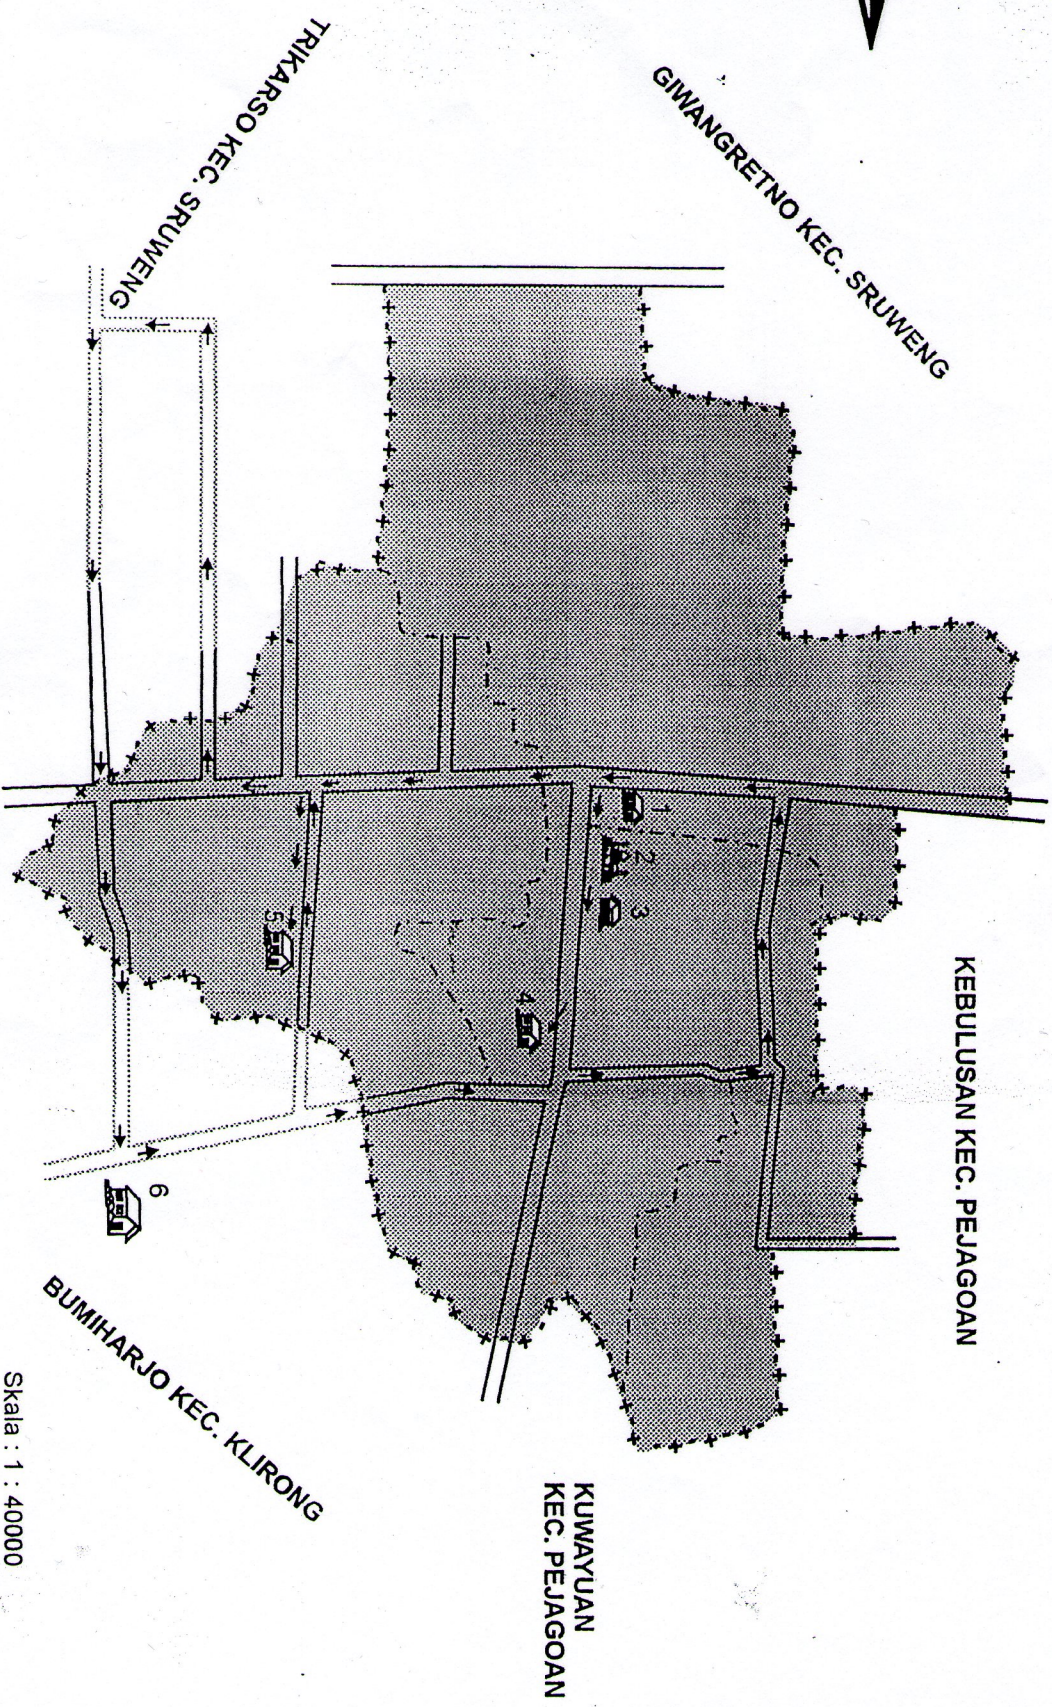 GIWANGRETNO KEC. SRUWENG
TRIKARSO KEC. SRUWENG
KEBULUSAN KEC. PEJAGOAN
1
2
3
4
5
6
BUMIHARJO KEC. KLIRONG
KUWAYUAN
KEC. PEJAGOAN
Skala : 1 : 40000